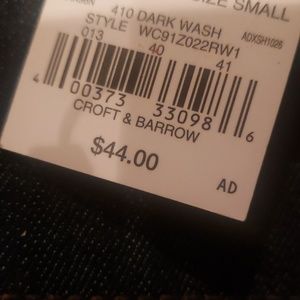 SIZE SMALL
410 DARK WASH ADXSH1026
STYLE WC91Z022RW1
013 40 41
4 00373 33098 6
CROFT & BARROW
$44.00
AD